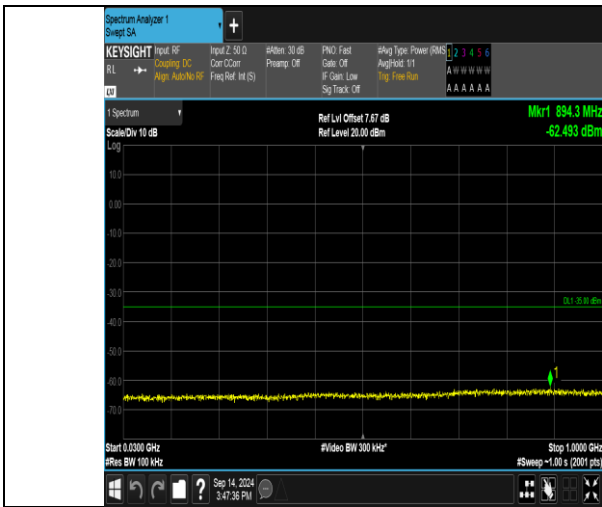 Spectrum Analyzer 1
Swept SA
+
KEYSIGHT Input: RF Input Z: 50 Ω #Atten: 30 dB PNO: Fast #Avg Type: Power (RMS 1 2 3 4 5 6
RL Coupling: DC Corr CCorr Preamp: Off Gate: Off Avg|Hold: 1/1 A W W W W W
Align: Auto/No RF Freq Ref: Int (S) IF Gain: Low Trig: Free Run
Sig Track: Off A A A A A A
LXI
1 Spectrum Ref Lvl Offset 7.67 dB Mkr1 894.3 MHz
Scale/Div 10 dB Ref Level 20.00 dBm -62.493 dBm
Log
10.0
0.00
-10.0
-20.0
-30.0
DL1 -35.00 dBm
-40.0
-50.0
-60.0
1
-70.0
Start 0.0300 GHz #Video BW 300 kHz* Stop 1.0000 GHz
#Res BW 100 kHz #Sweep ~1.00 s (2001 pts)
? Sep 14, 2024
3:47:36 PM